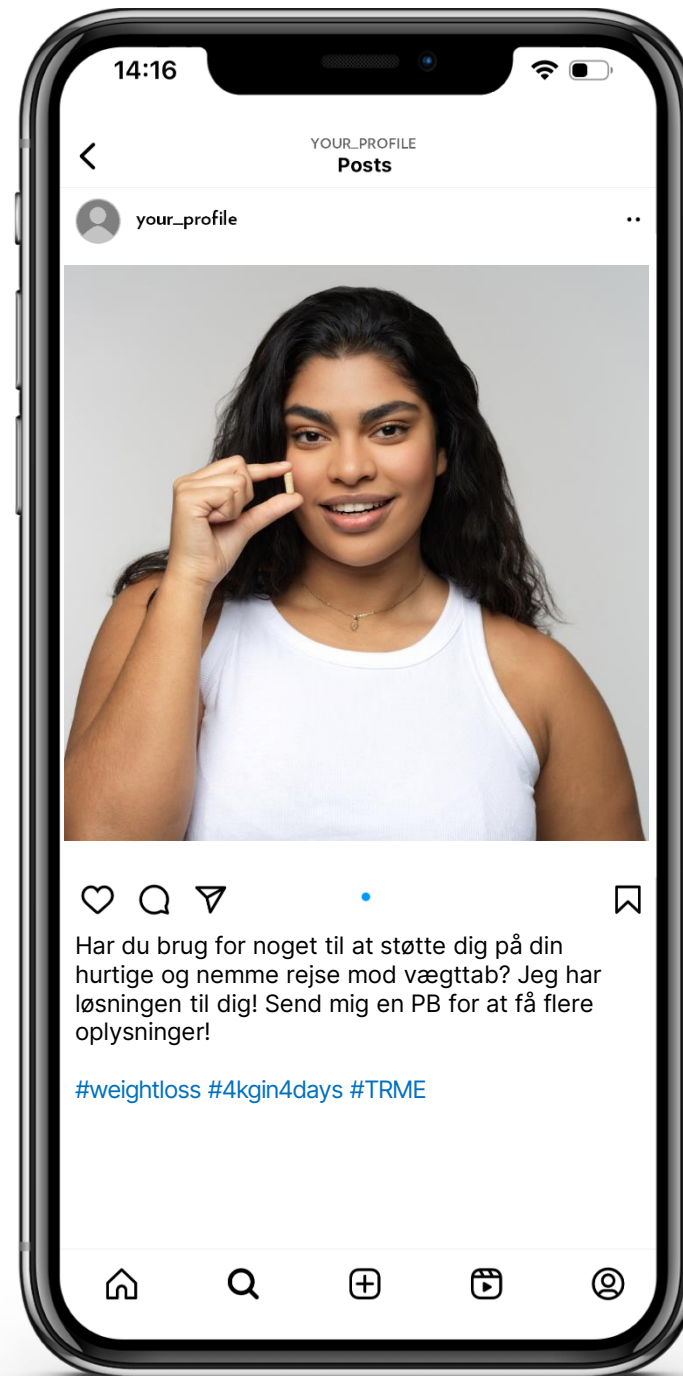 14:16
YOUR_PROFILE
Posts
your_profile
Har du brug for noget til at støtte dig på din
hurtige og nemme rejse mod vægttab? Jeg har
løsningen til dig! Send mig en PB for at få flere
oplysninger!
#weightloss #4kgin4days #TRME